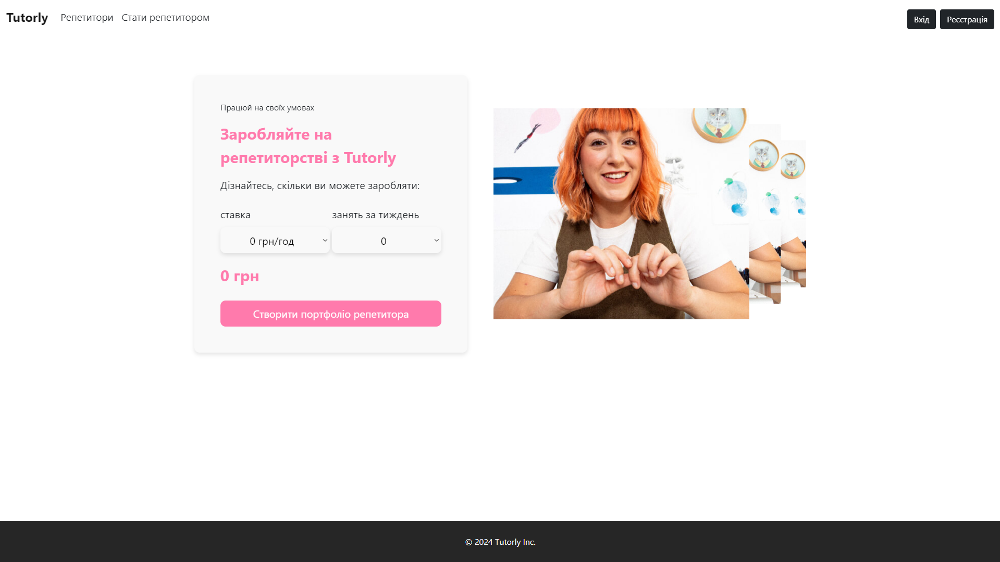 Tutorly
Репетитори
Стати репетитором
Вхід
Реєстрація
Працюй на своїх умовах
Заробляйте на
репетиторстві з Tutorly
Дізнайтесь, скільки ви можете заробляти:
ставка
занять за тиждень
0 грн/год
0
0 грн
Створити портфоліо репетитора
© 2024 Tutorly Inc.